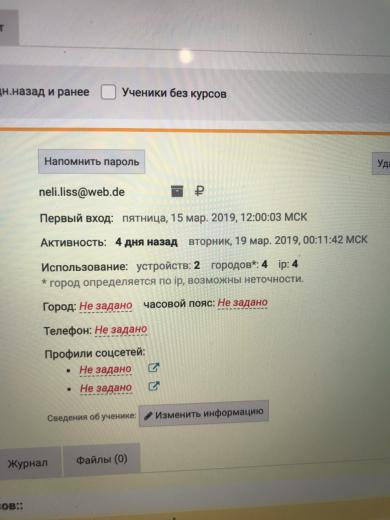 т
дн.назад и ранее Ученики без курсов
Напомнить пароль
neli.liss@web.de
Первый вход: пятница, 15 мар. 2019, 12:00:03 МСК
Активность: 4 дня назад вторник, 19 мар. 2019, 00:11:42 МСК
Использование: устройств: 2 городов*: 4 ip: 4
* город определяется по ip, возможны неточности.
Город: Не задано часовой пояс: Не задано
Телефон: Не задано
Профили соцсетей:
Не задано
Не задано
Сведения об ученике: Изменить информацию
Журнал Файлы (0)
сов::